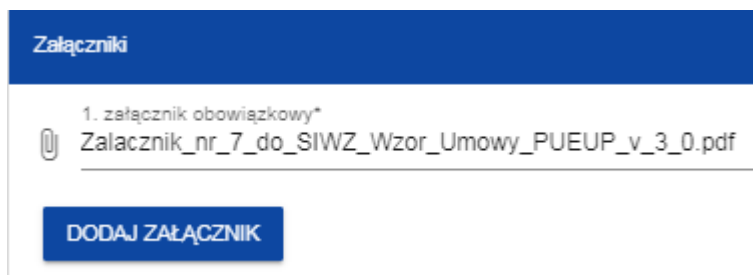 Załączniki
1. załącznik obowiązkowy*
Zalacznik_nr_7_do_SIWZ_Wzor_Umowy_PUEUP_v_3_0.pdf
DODAJ ZAŁĄCZNIK